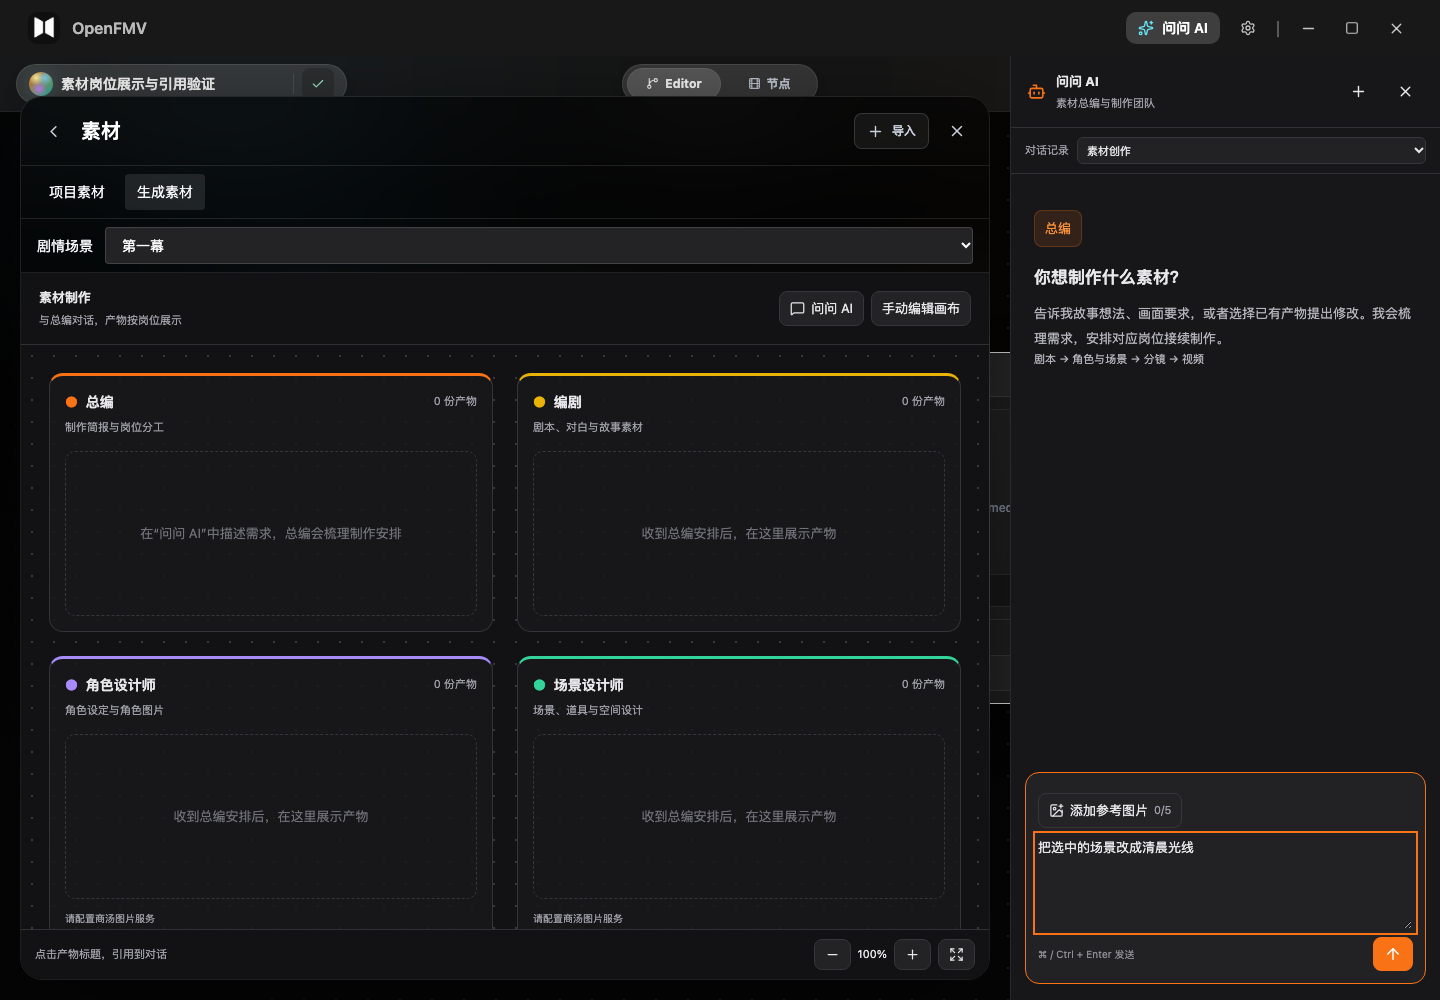 OpenFMV
问问 AI
素材岗位展示与引用验证
Editor
节点
素材
导入
项目素材
生成素材
剧情场景
第一幕
素材制作
与总编对话，产物按岗位展示
问问 AI
手动编辑画布
总编
0 份产物
制作简报与岗位分工
在“问问 AI”中描述需求，总编会梳理制作安排
编剧
0 份产物
剧本、对白与故事素材
收到总编安排后，在这里展示产物
角色设计师
0 份产物
角色设定与角色图片
收到总编安排后，在这里展示产物
请配置商汤图片服务
场景设计师
0 份产物
场景、道具与空间设计
收到总编安排后，在这里展示产物
请配置商汤图片服务
点击产物标题，引用到对话
100%
med
问问 AI
素材总编与制作团队
对话记录
素材创作
总编
你想制作什么素材？
告诉我故事想法、画面要求，或者选择已有产物提出修改。我会梳
理需求，安排对应岗位接续制作。
剧本 → 角色与场景 → 分镜 → 视频
添加参考图片 0/5
把选中的场景改成清晨光线
⌘ / Ctrl + Enter 发送